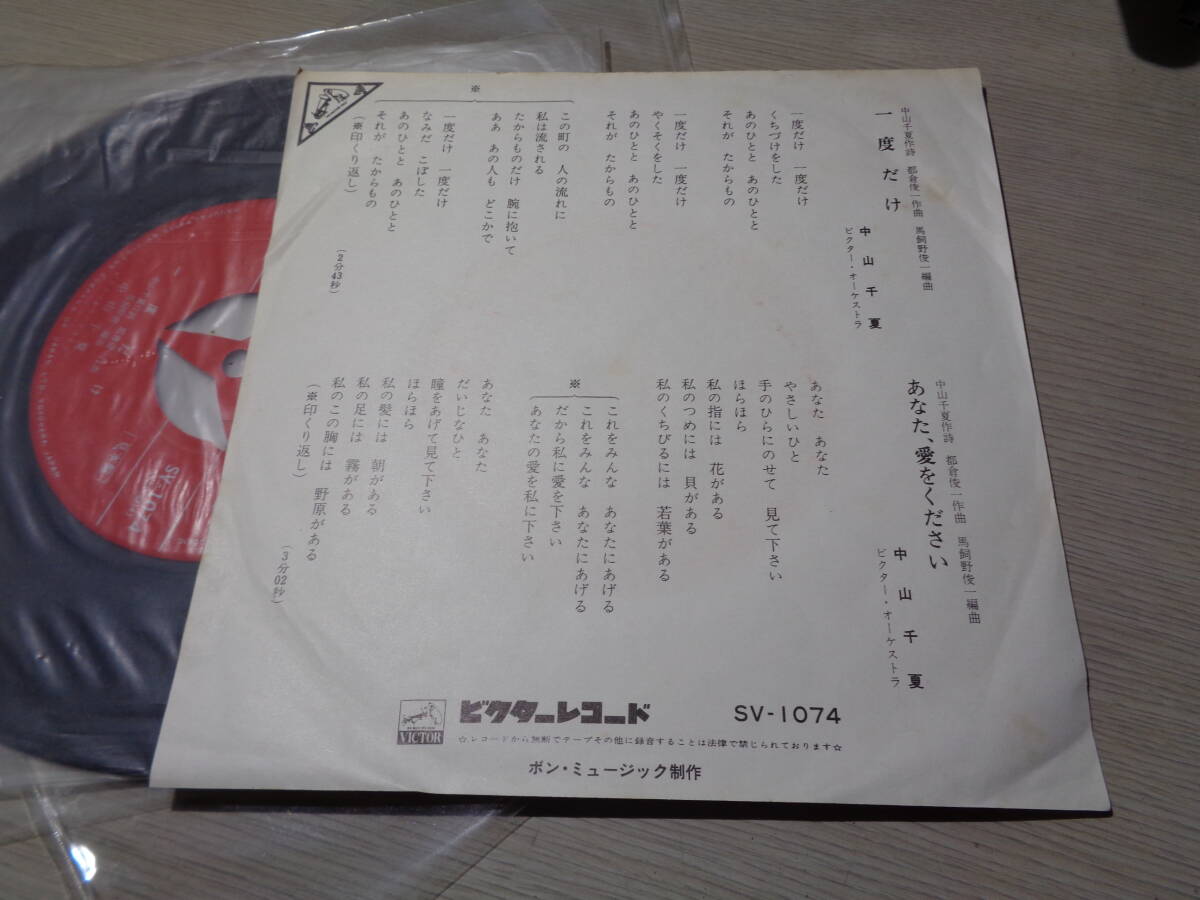 一度だけ
中山千夏作詩 都倉俊一作曲 馬飼野俊一編曲
中山千夏
ビクター・オーケストラ
一度だけ 一度だけ
くちづけをした
あのひとと あのひとと
それが たからもの
一度だけ 一度だけ
やくそくをした
あのひとと あのひとと
それが たからもの
※
この町の 人の流れに
私は流される
たからものだけ 腕に抱いて
ああ あの人も どこかで
一度だけ 一度だけ
なみだ こぼした
あのひとと あのひとと
それが たからもの
(※印くり返し)
(2分43秒)
あなた、愛をください
中山千夏作詩 都倉俊一作曲 馬飼野俊一編曲
中山千夏
ビクター・オーケストラ
あなた あなた
やさしいひと
手のひらにのせて 見て下さい
ほらほら
私の指には 花がある
私のつめには 貝がある
私のくちびるには 若葉がある
※
これをみんな あなたにあげる
これをみんな あなたにあげる
だから私に愛を下さい
あなたの愛を私に下さい
あなた あなた
だいじなひと
瞳をあげて見て下さい
ほらほら
私の髪には 朝がある
私の足には 霧がある
私のこの胸には 野原がある
(※印くり返し)
(3分02秒)
VICTOR
ビクターレコード SV-1074
☆レコードから無断でテープその他に録音することは法律で禁じられております☆
ボン・ミュージック制作
SV-1074